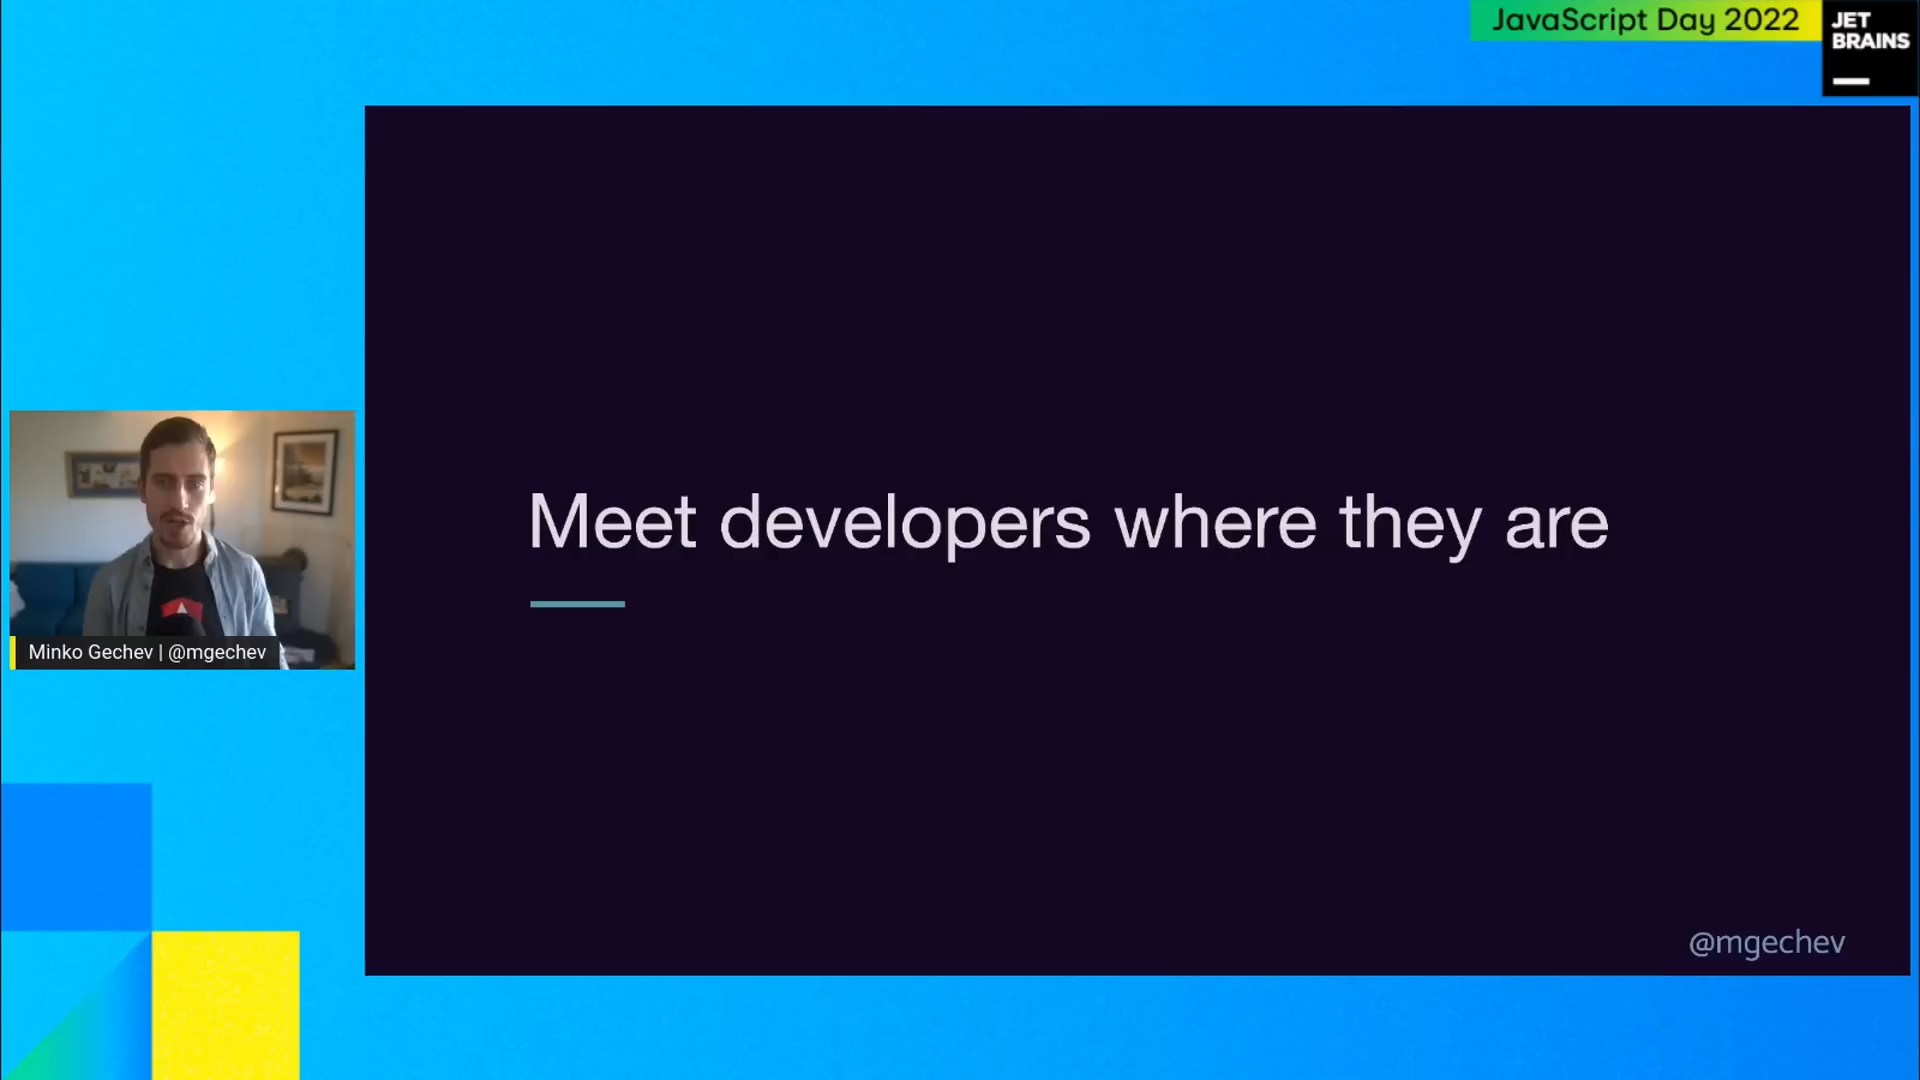 JavaScript Day 2022
JET
BRAINS
Meet developers where they are
Minko Gechev | @mgechev
@mgechev